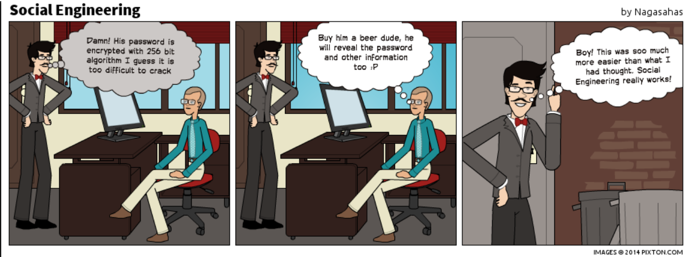 Social Engineering
by Nagasahas
Damn! His password is
encrypted with 256 bit
algorithm I guess it is
too difficult to crack
Buy him a beer dude, he
will reveal the password
and other information
too :P
Boy! This was soo much
more easier than what I
had thought. Social
Engineering really works!
IMAGES © 2014 PIXTON.COM